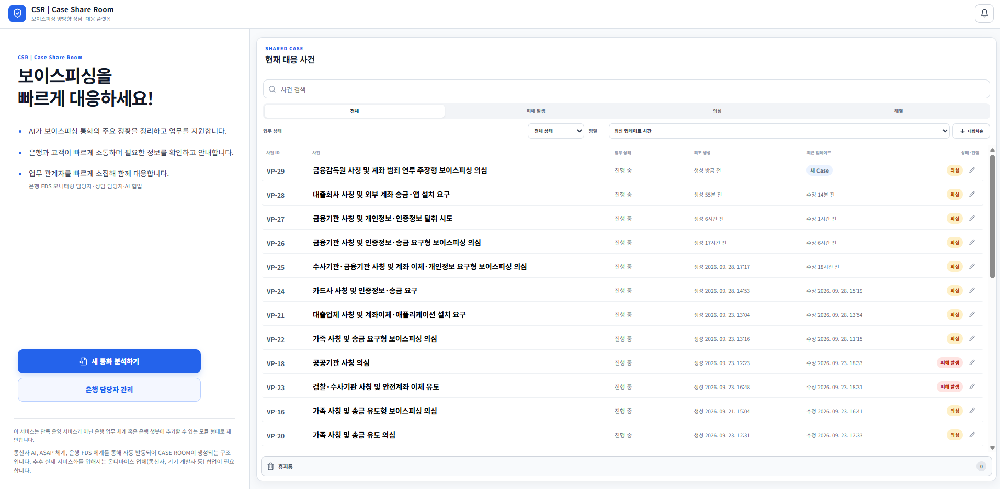 CSR | Case Share Room
보이스피싱 양방향 상담·대응 플랫폼
CSR | Case Share Room
보이스피싱을
빠르게 대응하세요!
AI가 보이스피싱 통화의 주요 정황을 정리하고 업무를 지원합니다.
은행과 고객이 빠르게 소통하며 필요한 정보를 확인하고 안내합니다.
업무 관계자를 빠르게 소집해 함께 대응합니다.
은행 FDS 모니터링 담당자·상담 담당자·AI 협업
새 통화 분석하기
은행 담당자 관리
이 서비스는 단독 운영 서비스가 아닌 은행 업무 체계 혹은 은행 챗봇에 추가할 수 있는 모듈 형태로 제
안합니다.
통신사 AI, ASAP 체계, 은행 FDS 체계를 통해 자동 발동되어 CASE ROOM이 생성되는 구조
입니다. 추후 실제 서비스화를 위해서는 온디바이스 업체(통신사, 기기 개발사 등) 협업이 필요
합니다.
SHARED CASE
현재 대응 사건
사건 검색
전체 피해 발생 의심 해결
업무 상태 전체 상태 정렬 최신 업데이트 시간 내림차순
사건 ID 사건 업무 상태 최초 생성 최근 업데이트 상태·편집
VP-29 금융감독원 사칭 및 계좌 범죄 연루 주장형 보이스피싱 의심 진행 중 생성 방금 전 새 Case 의심
VP-28 대출회사 사칭 및 외부 계좌 송금·앱 설치 요구 진행 중 생성 55분 전 수정 14분 전 의심
VP-27 금융기관 사칭 및 개인정보·인증정보 탈취 시도 진행 중 생성 6시간 전 수정 1시간 전 의심
VP-26 금융기관 사칭 및 인증정보·송금 요구형 보이스피싱 의심 진행 중 생성 17시간 전 수정 6시간 전 의심
VP-25 수사기관·금융기관 사칭 및 계좌 이체·개인정보 요구형 보이스피싱 의심 진행 중 생성 2026. 09. 28. 17:17 수정 18시간 전 의심
VP-24 카드사 사칭 및 인증정보·송금 요구 진행 중 생성 2026. 09. 28. 14:53 수정 2026. 09. 28. 15:19 의심
VP-21 대출업체 사칭 및 계좌이체·애플리케이션 설치 요구 진행 중 생성 2026. 09. 23. 13:04 수정 2026. 09. 28. 13:54 의심
VP-22 가족 사칭 및 송금 요구형 보이스피싱 의심 진행 중 생성 2026. 09. 23. 13:16 수정 2026. 09. 28. 11:15 의심
VP-18 공공기관 사칭 의심 진행 중 생성 2026. 09. 23. 12:23 수정 2026. 09. 23. 18:33 피해 발생
VP-23 검찰·수사기관 사칭 및 안전계좌 이체 유도 진행 중 생성 2026. 09. 23. 16:48 수정 2026. 09. 23. 18:31 피해 발생
VP-16 가족 사칭 및 송금 유도형 보이스피싱 의심 진행 중 생성 2026. 09. 21. 15:04 수정 2026. 09. 23. 16:41 의심
VP-20 가족 사칭 및 송금 유도 의심 진행 중 생성 2026. 09. 23. 12:31 수정 2026. 09. 23. 12:33 의심
휴지통 0